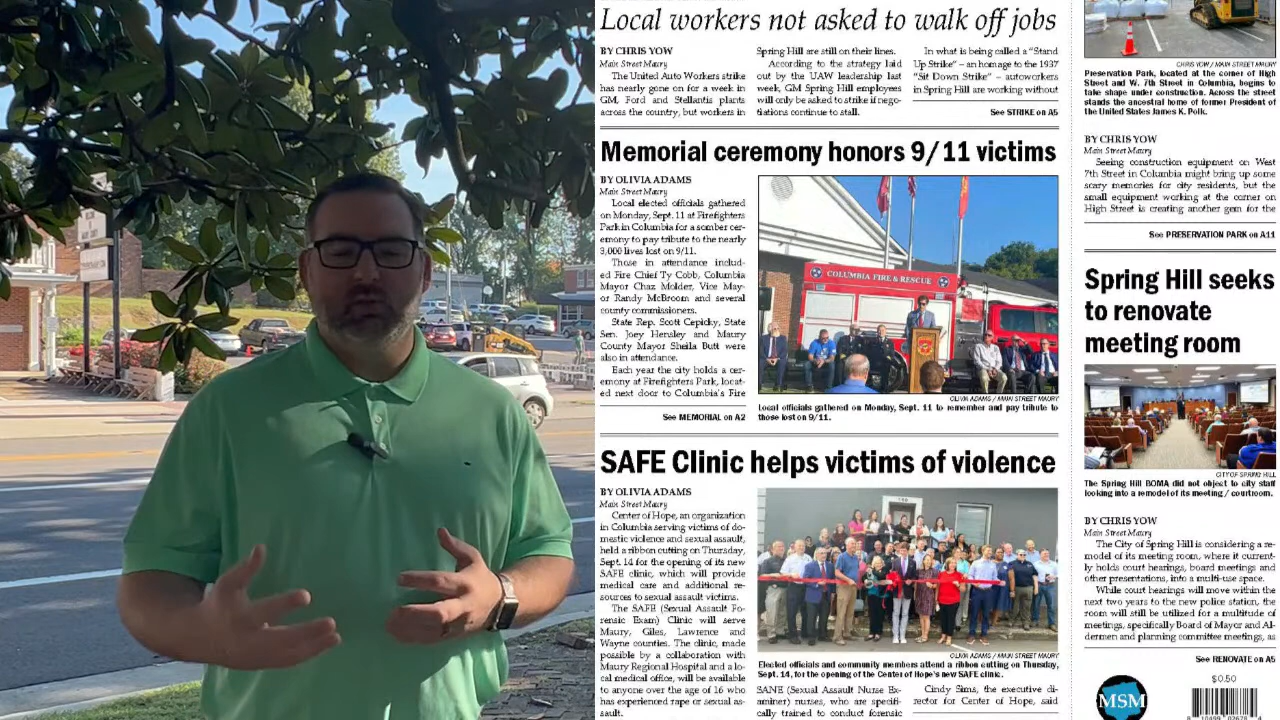 Local workers not asked to walk off jobs
BY CHRIS YOW
Main Street Maury
The United Auto Workers strike
has nearly gone on for a week in
GM, Ford and Stellantis plants
across the country, but workers in
Spring Hill are still on their lines.
According to the strategy laid
out by the UAW leadership last
week, GM Spring Hill employees
will only be asked to strike if nego-
tiations continue to stall.
In what is being called a “Stand
Up Strike” – an homage to the 1937
“Sit Down Strike” – autoworkers
in Spring Hill are working without
See STRIKE on A5
Memorial ceremony honors 9/11 victims
BY OLIVIA ADAMS
Main Street Maury
Local elected officials gathered
on Monday, Sept. 11 at Firefighters
Park in Columbia for a somber cer-
emony to pay tribute to the nearly
3,000 lives lost on 9/11.
Those in attendance includ-
ed Fire Chief Ty Cobb, Columbia
Mayor Chaz Molder, Vice May-
or Randy McBroom and several
county commissioners.
State Rep. Scott Cepicky, State
Sen. Joey Hensley and Maury
County Mayor Sheila Butt were
also in attendance.
Each year the city holds a cer-
emony at Firefighters Park, locat-
ed next door to Columbia's Fire
See MEMORIAL on A2
COLUMBIA FIRE & RESCUE
OLIVIA ADAMS / MAIN STREET MAURY
Local officials gathered on Monday, Sept. 11 to remember and pay tribute to
those lost on 9/11.
SAFE Clinic helps victims of violence
BY OLIVIA ADAMS
Main Street Maury
Center of Hope, an organization
in Columbia serving victims of do-
mestic violence and sexual assault,
held a ribbon cutting on Thursday,
Sept. 14 for the opening of its new
SAFE clinic, which will provide
medical care and additional re-
sources to sexual assault victims.
The SAFE (Sexual Assault Fo-
rensic Exam) Clinic will serve
Maury, Giles, Lawrence and
Wayne counties. The clinic, made
possible by a collaboration with
Maury Regional Hospital and a lo-
cal medical office, will be available
to anyone over the age of 16 who
has experienced rape or sexual as-
sault.
OLIVIA ADAMS / MAIN STREET MAURY
Elected officials and community members attend a ribbon cutting on Thursday,
Sept. 14, for the opening of the Center of Hope's new SAFE clinic.
SANE (Sexual Assault Nurse Ex-
aminer) nurses, who are specifi-
cally trained to conduct forensic
Cindy Sims, the executive di-
rector for Center of Hope, said
CHRIS YOW / MAIN STREET MAURY
Preservation Park, located at the corner of High
Street and W. 7th Street in Columbia, begins to
take shape under construction. Across the street
stands the ancestral home of former President of
the United States James K. Polk.
BY CHRIS YOW
Main Street Maury
Seeing construction equipment on West
7th Street in Columbia might bring up some
scary memories for city residents, but the
small equipment working at the corner on
High Street is creating another gem for the
See PRESERVATION PARK on A11
Spring Hill seeks
to renovate
meeting room
CITY OF SPRING HILL
The Spring Hill BOMA did not object to city staff
looking into a remodel of its meeting / courtroom.
BY CHRIS YOW
Main Street Maury
The City of Spring Hill is considering a re-
model of its meeting room, where it current-
ly holds court hearings, board meetings and
other presentations, into a multi-use space.
While court hearings will move within the
next two years to the new police station, the
room will still be utilized for a multitude of
meetings, specifically Board of Mayor and Al-
dermen and planning committee meetings, as
See RENOVATE on A5
$0.50
MSM